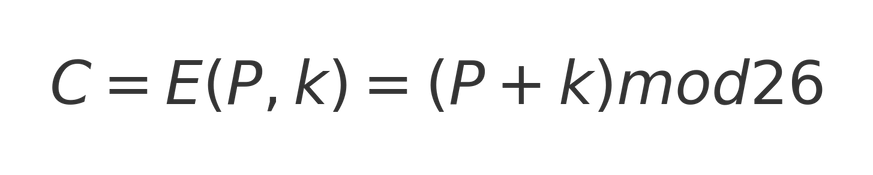 C = E(P, k) = (P + k)mod26